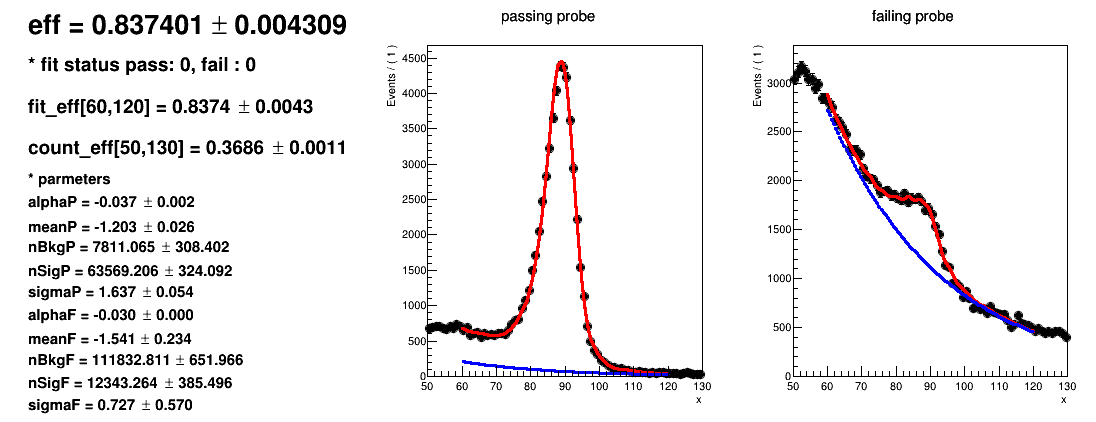 eff = 0.837401 ± 0.004309
* fit status pass: 0, fail : 0
fit_eff[60,120] = 0.8374 ± 0.0043
count_eff[50,130] = 0.3686 ± 0.0011
* parmeters
alphaP = -0.037 ± 0.002
meanP = -1.203 ± 0.026
nBkgP = 7811.065 ± 308.402
nSigP = 63569.206 ± 324.092
sigmaP = 1.637 ± 0.054
alphaF = -0.030 ± 0.000
meanF = -1.541 ± 0.234
nBkgF = 111832.811 ± 651.966
nSigF = 12343.264 ± 385.496
sigmaF = 0.727 ± 0.570
passing probe
Events / ( 1 )
4500
4000
3500
3000
2500
2000
1500
1000
500
0
50 60 70 80 90 100 110 120 130
x
failing probe
Events / ( 1 )
3000
2500
2000
1500
1000
500
0
50 60 70 80 90 100 110 120 130
x